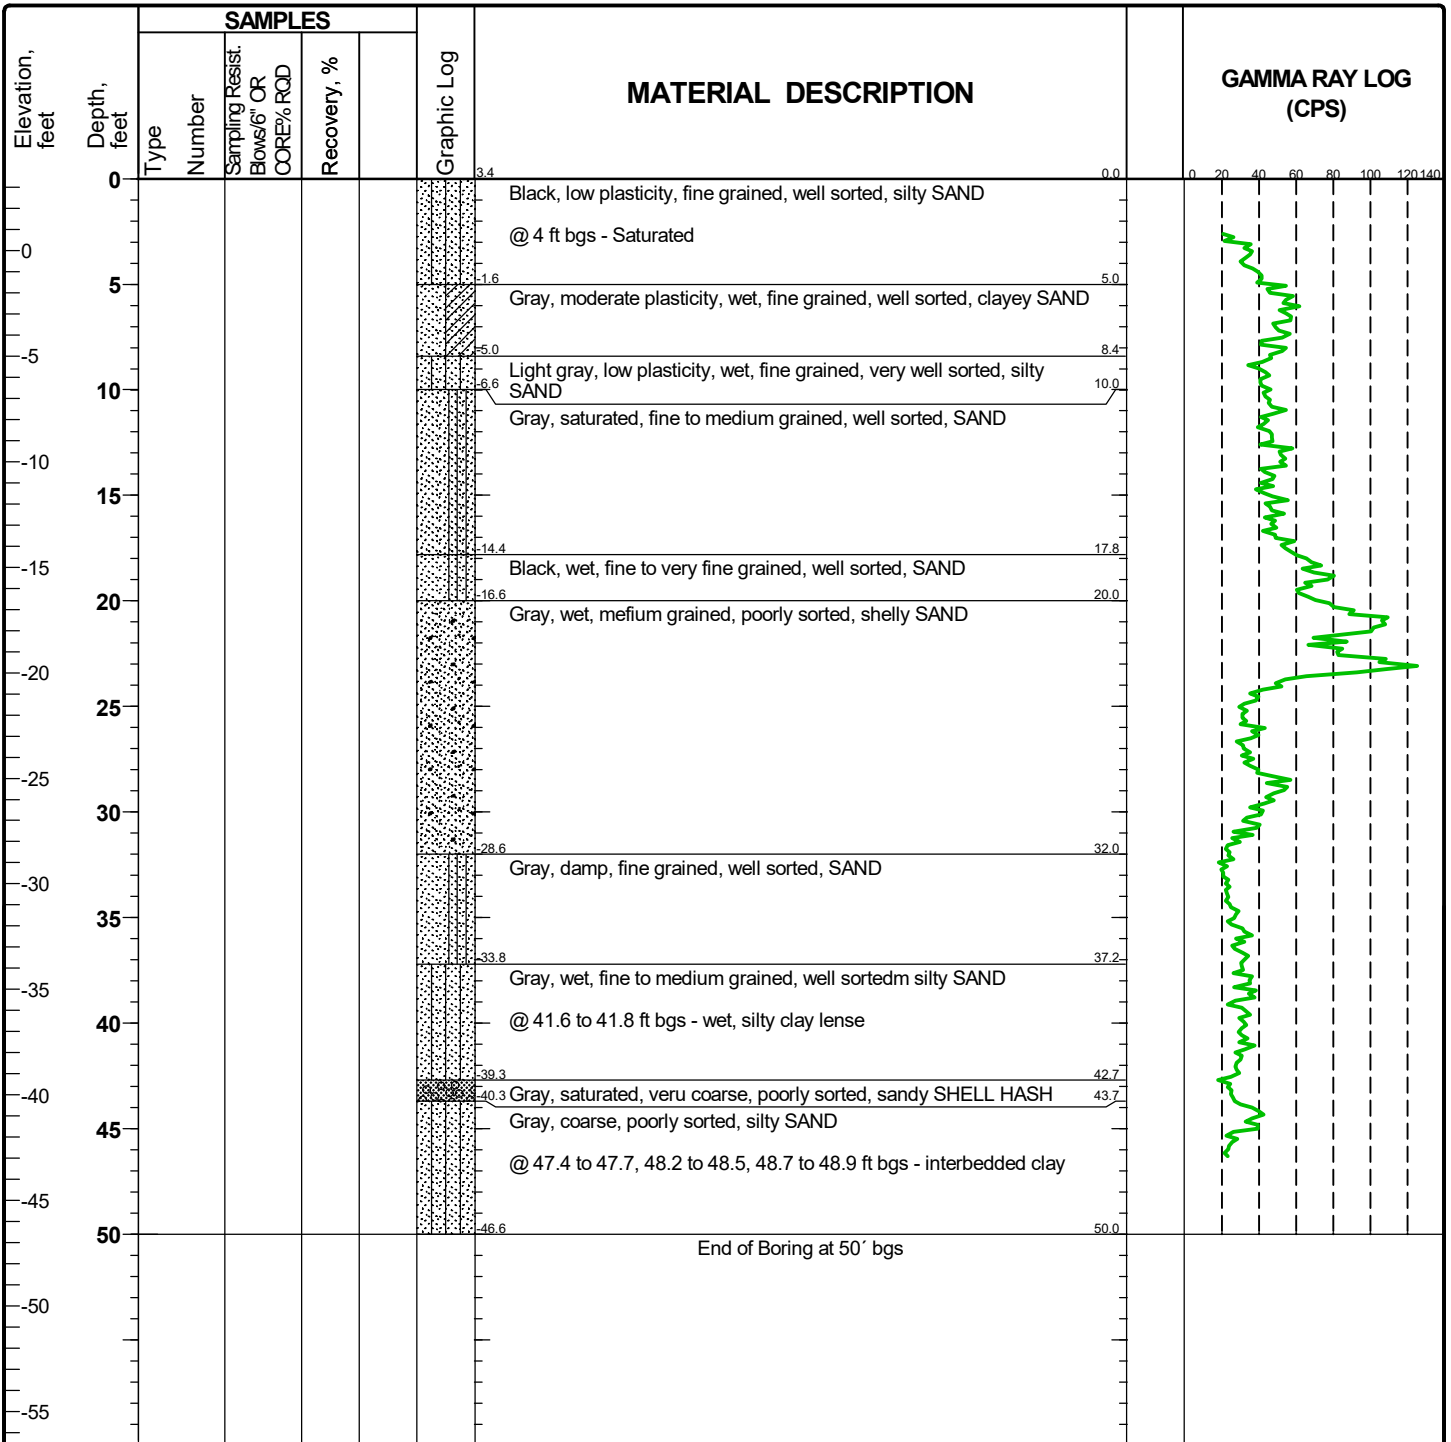 SAMPLES
Elevation,
feet
Depth,
feet
Type
Number
Sampling Resist.
Blows/6" OR
CORE% RQD
Recovery, %
Graphic Log
MATERIAL DESCRIPTION
GAMMA RAY LOG
(CPS)
0 20 40 60 80 100 120 140
0
3.4 0.0
Black, low plasticity, fine grained, well sorted, silty SAND
@ 4 ft bgs - Saturated
0
5
-1.6 5.0
Gray, moderate plasticity, wet, fine grained, well sorted, clayey SAND
-5
-5.0 8.4
Light gray, low plasticity, wet, fine grained, very well sorted, silty
SAND
10
-6.6 10.0
Gray, saturated, fine to medium grained, well sorted, SAND
-10
15
-14.4 17.8
Black, wet, fine to very fine grained, well sorted, SAND
-15
20
-16.6 20.0
Gray, wet, mefium grained, poorly sorted, shelly SAND
-20
25
-25
30
-28.6 32.0
Gray, damp, fine grained, well sorted, SAND
-30
35
-33.8 37.2
Gray, wet, fine to medium grained, well sortedm silty SAND
-35
@ 41.6 to 41.8 ft bgs - wet, silty clay lense
40
-39.3 42.7
Gray, saturated, veru coarse, poorly sorted, sandy SHELL HASH
-40
-40.3 43.7
Gray, coarse, poorly sorted, silty SAND
45
@ 47.4 to 47.7, 48.2 to 48.5, 48.7 to 48.9 ft bgs - interbedded clay
-45
50
-46.6 50.0
End of Boring at 50´ bgs
-50
-55